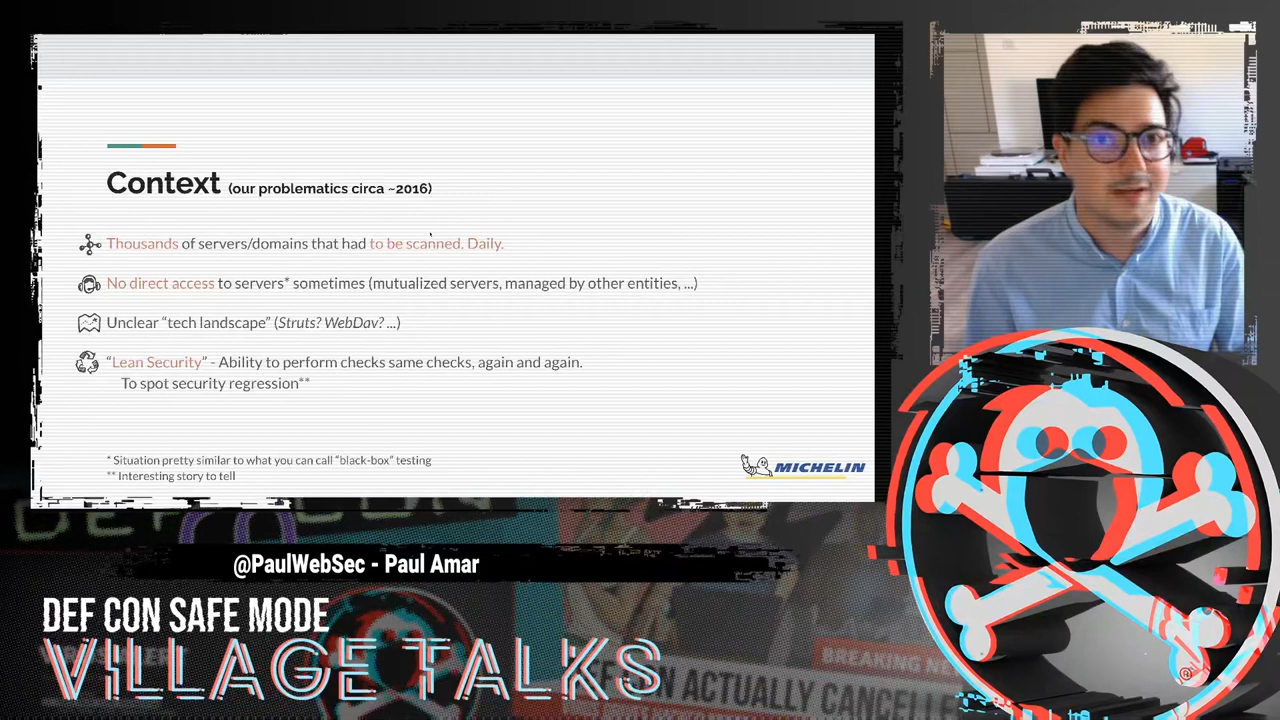 Context (our problematics circa ~2016)
Thousands of servers/domains that had to be scanned. Daily.
No direct access to servers* sometimes (mutualized servers, managed by other entities, ...)
Unclear “tech landscape” (Struts? WebDav? ...)
“Lean Security” - Ability to perform checks same checks, again and again.
To spot security regression**
* Situation pretty similar to what you can call “black-box” testing
** Interesting story to tell
MICHELIN
DEF CON
@PaulWebSec - Paul Amar
DEF CON SAFE MODE
VILLAGE TALKS
BREAKING
CON ACTUALLY